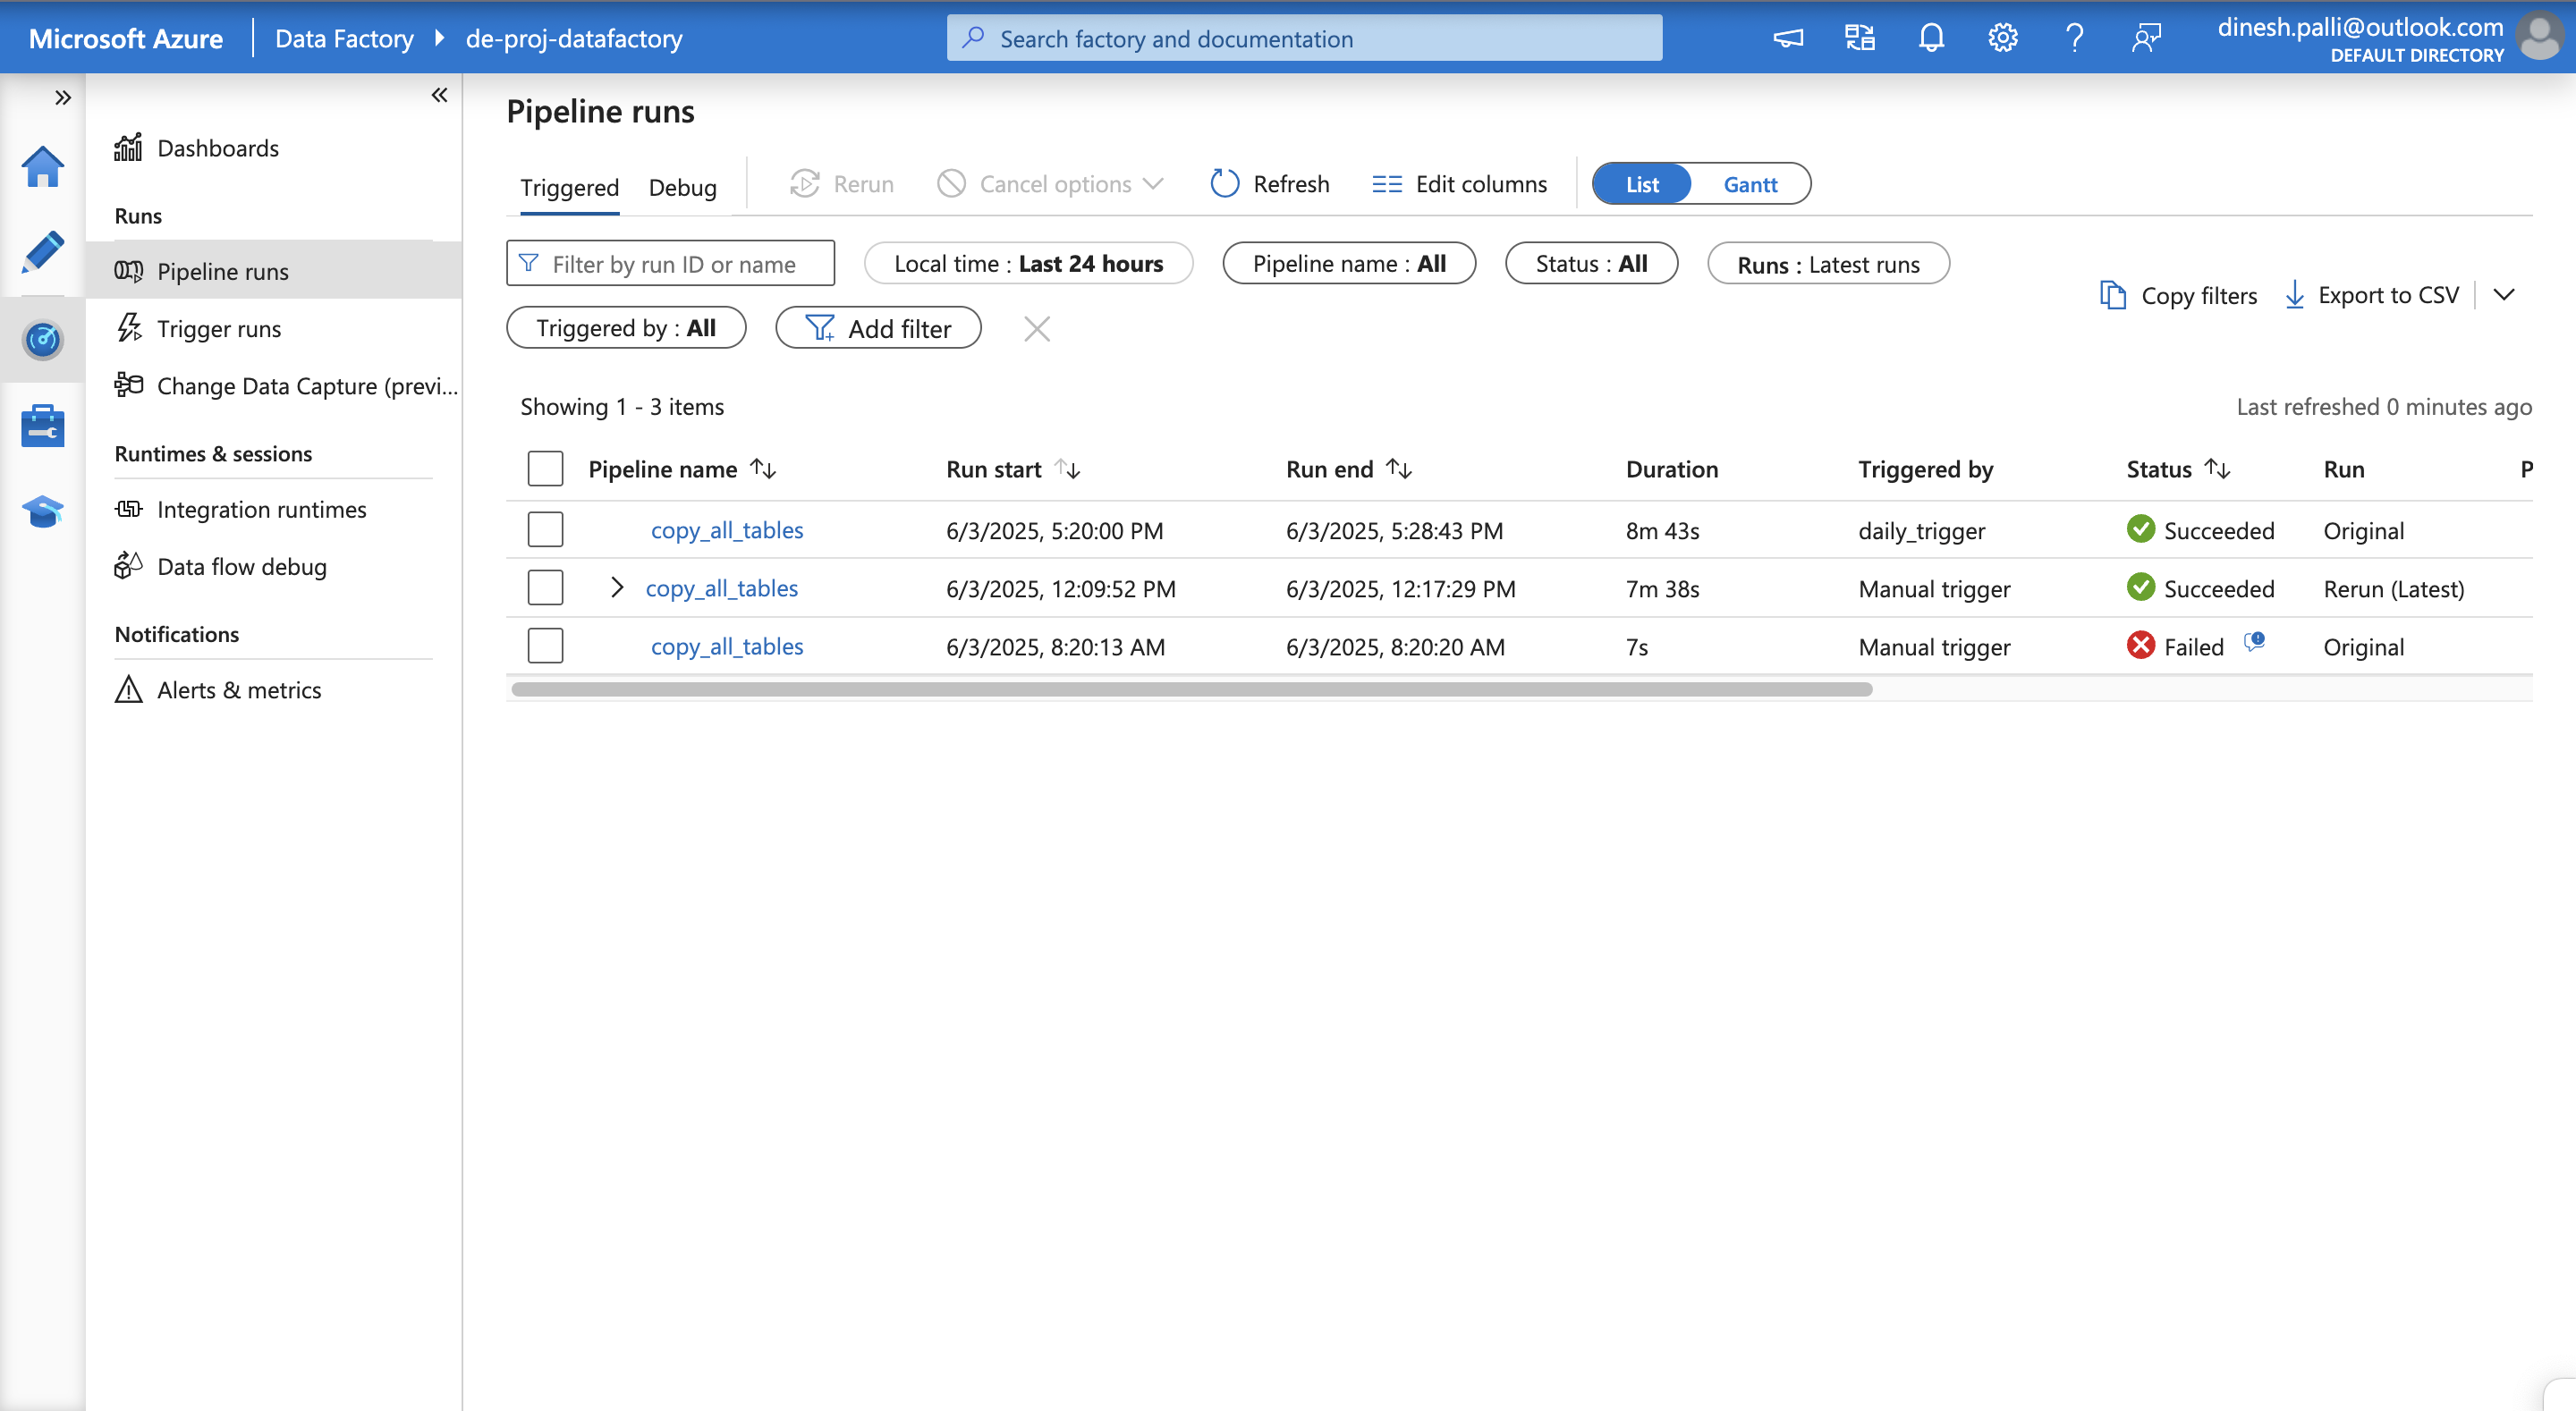 Microsoft Azure Data Factory de-proj-datafactory Search factory and documentation dinesh.palli@outlook.com
DEFAULT DIRECTORY
Dashboards
Runs
Pipeline runs
Trigger runs
Change Data Capture (previ...
Runtimes & sessions
Integration runtimes
Data flow debug
Notifications
Alerts & metrics
Pipeline runs
Triggered Debug Rerun Cancel options Refresh Edit columns List Gantt
Filter by run ID or name Local time : Last 24 hours Pipeline name : All Status : All Runs : Latest runs
Triggered by : All Add filter
Copy filters Export to CSV
Showing 1 - 3 items Last refreshed 0 minutes ago
Pipeline name Run start Run end Duration Triggered by Status Run P
copy_all_tables 6/3/2025, 5:20:00 PM 6/3/2025, 5:28:43 PM 8m 43s daily_trigger Succeeded Original
copy_all_tables 6/3/2025, 12:09:52 PM 6/3/2025, 12:17:29 PM 7m 38s Manual trigger Succeeded Rerun (Latest)
copy_all_tables 6/3/2025, 8:20:13 AM 6/3/2025, 8:20:20 AM 7s Manual trigger Failed Original